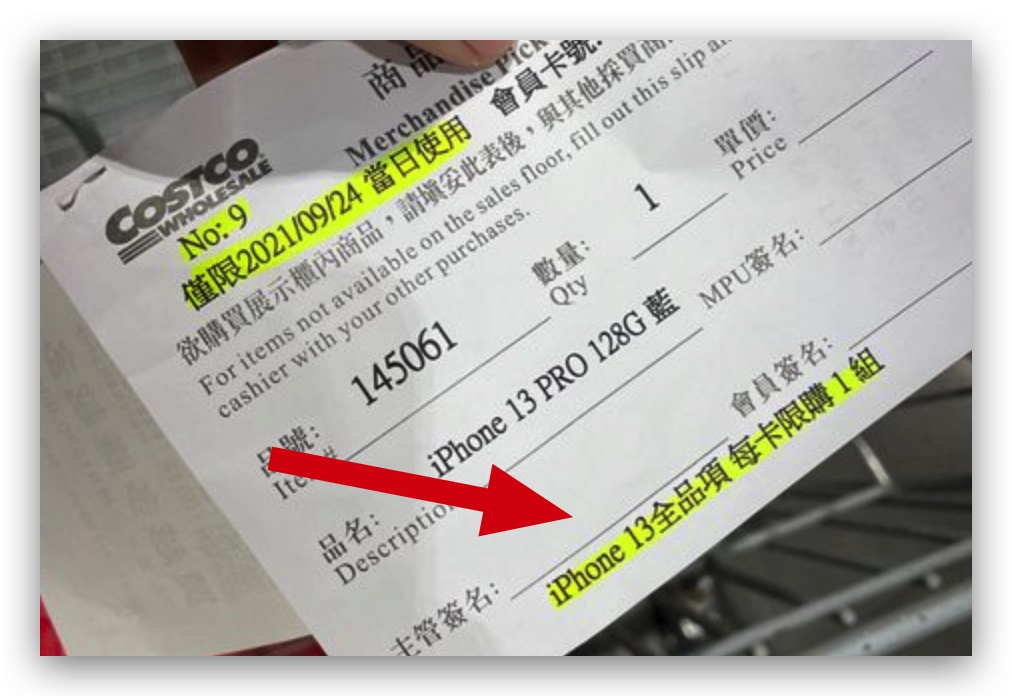 商品
Merchandise Pick
COSTCO
WHOLESALE
No: 9
會員卡號:
僅限2021/09/24 當日使用
欲購買展示櫃內商品，請填妥此表後，與其他採買商
For items not available on the sales floor, fill out this slip an
cashier with your other purchases.
品號: 145061 數量: 1 單價:
Item# Qty Price
品名: iPhone 13 PRO 128G 藍 MPU簽名:
Description
主管簽名: 會員簽名:
iPhone 13全品項 每卡限購 1 組